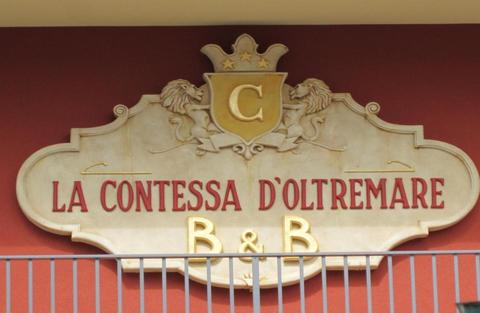 C
LA CONTESSA D'OLTREMARE
B & B